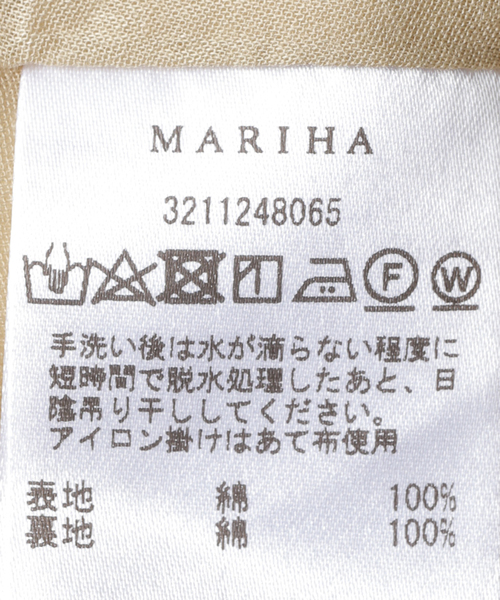 MARIHA
3211248065
F W
手洗い後は水が滴らない程度に
短時間で脱水処理したあと、日
陰吊り干ししてください。
アイロン掛けはあて布使用
表地 綿 100%
裏地 綿 100%